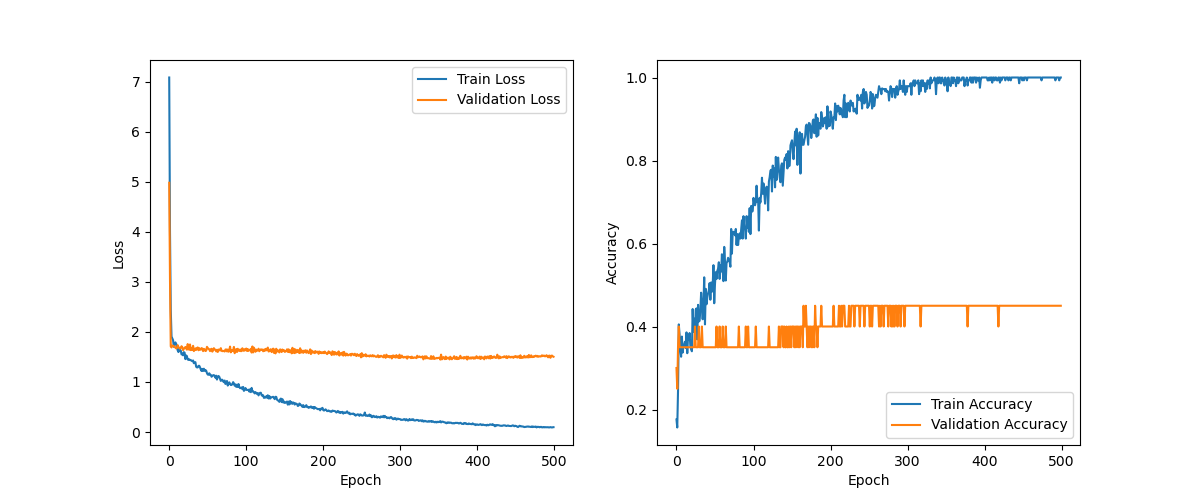 Train Loss
Validation Loss
7
6
5
4
3
2
1
0
Loss
0 100 200 300 400 500
Epoch
1.0
0.8
0.6
0.4
0.2
Accuracy
Train Accuracy
Validation Accuracy
0 100 200 300 400 500
Epoch